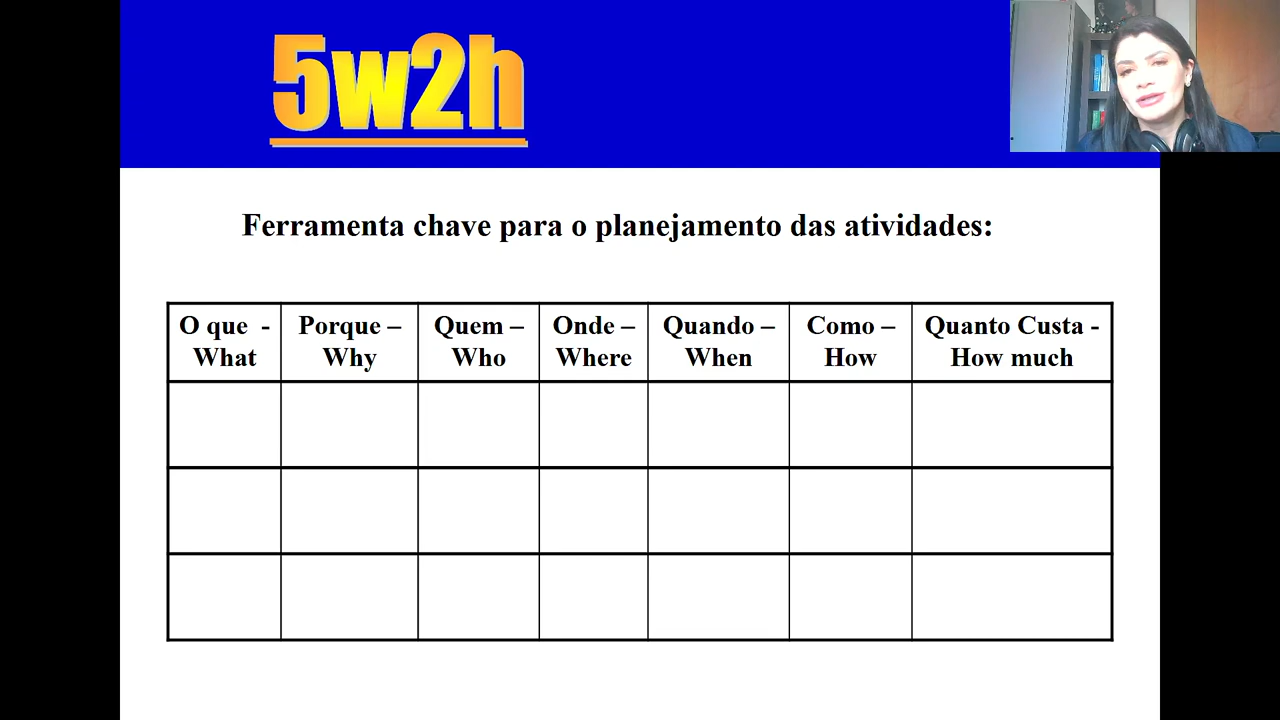 5w2h
Ferramenta chave para o planejamento das atividades:
O que -
What
Porque –
Why
Quem –
Who
Onde –
Where
Quando –
When
Como –
How
Quanto Custa -
How much